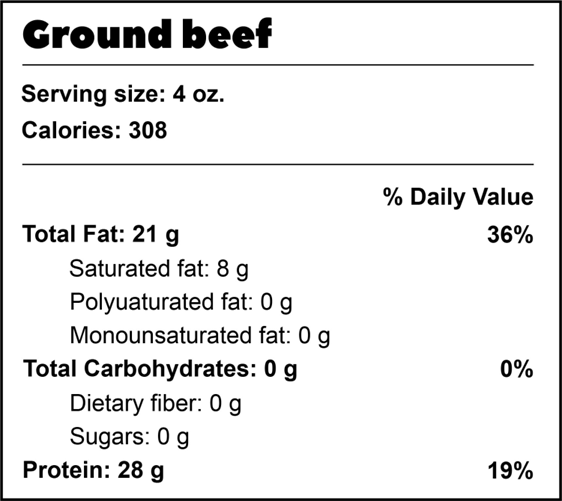 Ground beef
Serving size: 4 oz.
Calories: 308
% Daily Value
Total Fat: 21 g 36%
Saturated fat: 8 g
Polyuaturated fat: 0 g
Monounsaturated fat: 0 g
Total Carbohydrates: 0 g 0%
Dietary fiber: 0 g
Sugars: 0 g
Protein: 28 g 19%